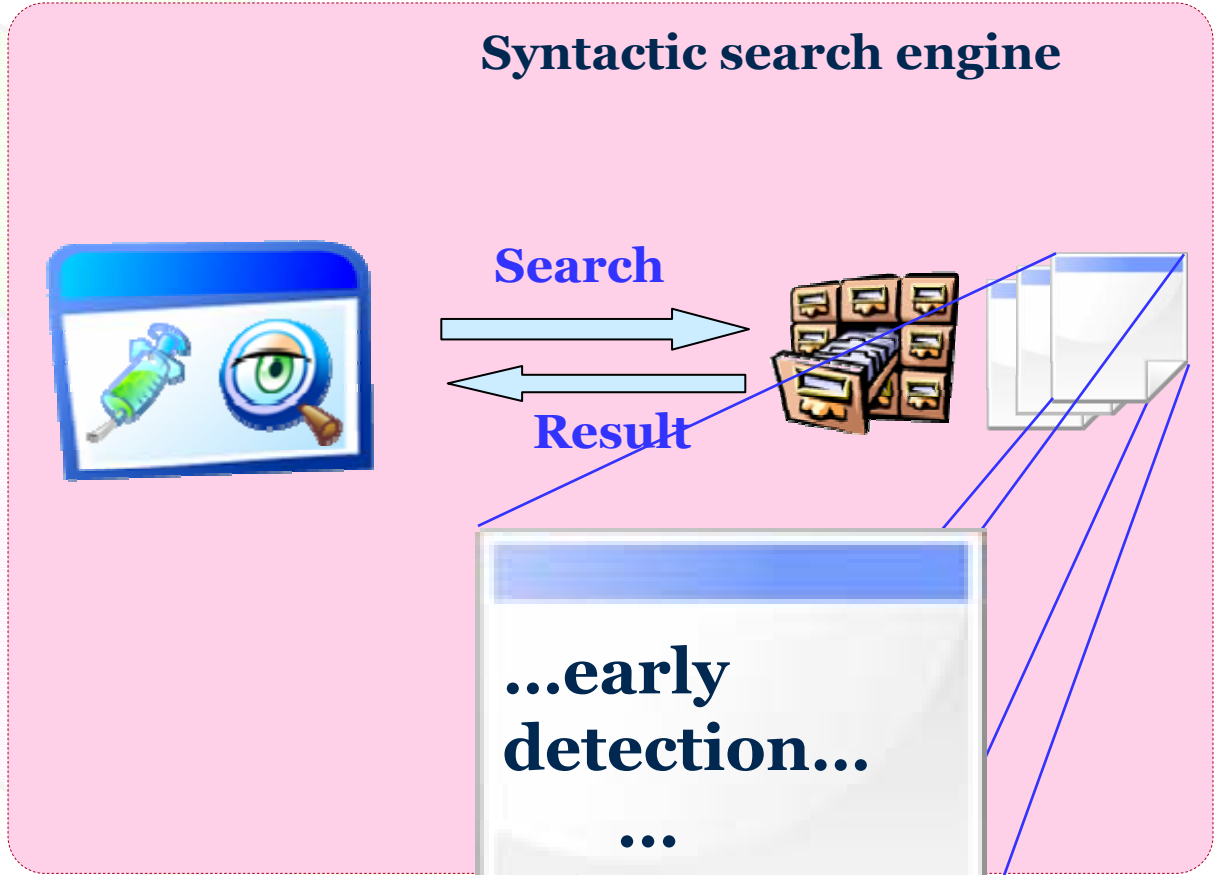 Syntactic search engine
Search
Result
...early
detection...
...